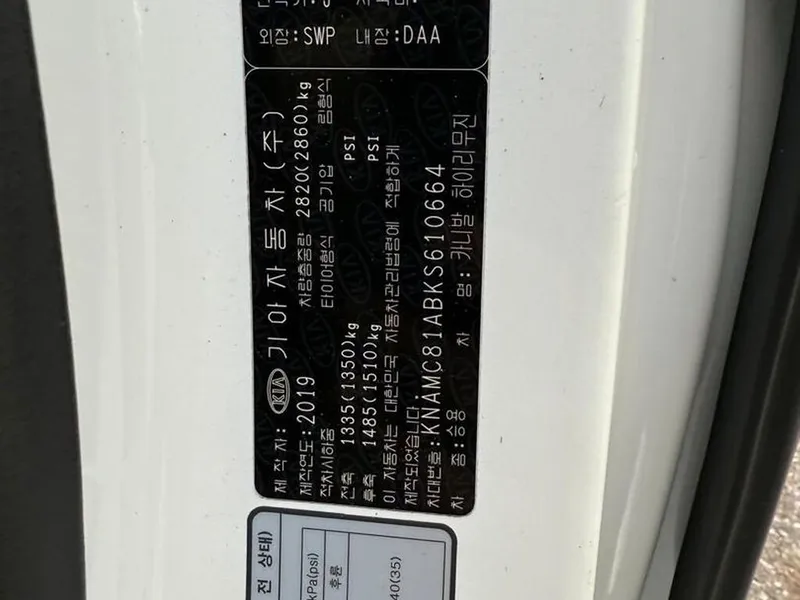 외장:SWP 내장:DAA
제 작 자: KIA 기아자동차(주)
제작연도:2019 차량총중량 2820(2860)kg
적차시하중 타이어형식 공기압 림형식
전축 1335(1350)kg PSI
후축 1485(1510)kg PSI
이 자동차는 대한민국 자동차관리법령에 적합하게
제작되었습니다.
차대번호:KNAMC81ABKS610664
차 종:승용 차 명:카니발 하이리무진
전 상태)
kPa(psi)
후륜
40(35)